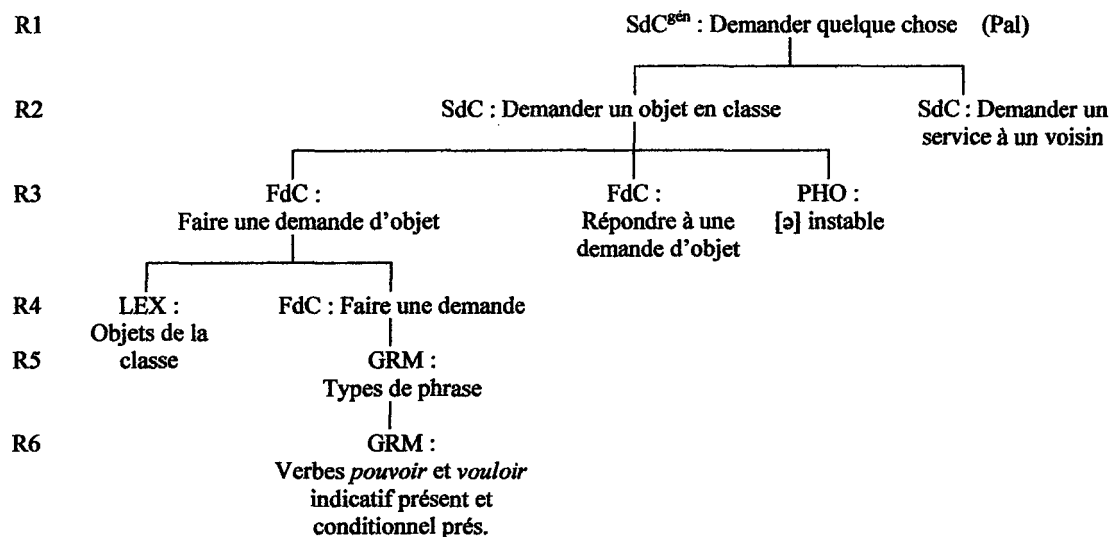 R1 SdCgén : Demander quelque chose (Pal)
R2 SdC : Demander un objet en classe SdC : Demander un
service à un voisin
R3 FdC : FdC : PHO :
Faire une demande d’objet Répondre à une [ə] instable
demande d’objet
R4 LEX : FdC : Faire une demande
Objets de la
R5 classe GRM :
Types de phrase
R6 GRM :
Verbes pouvoir et vouloir
indicatif présent et
conditionnel prés.